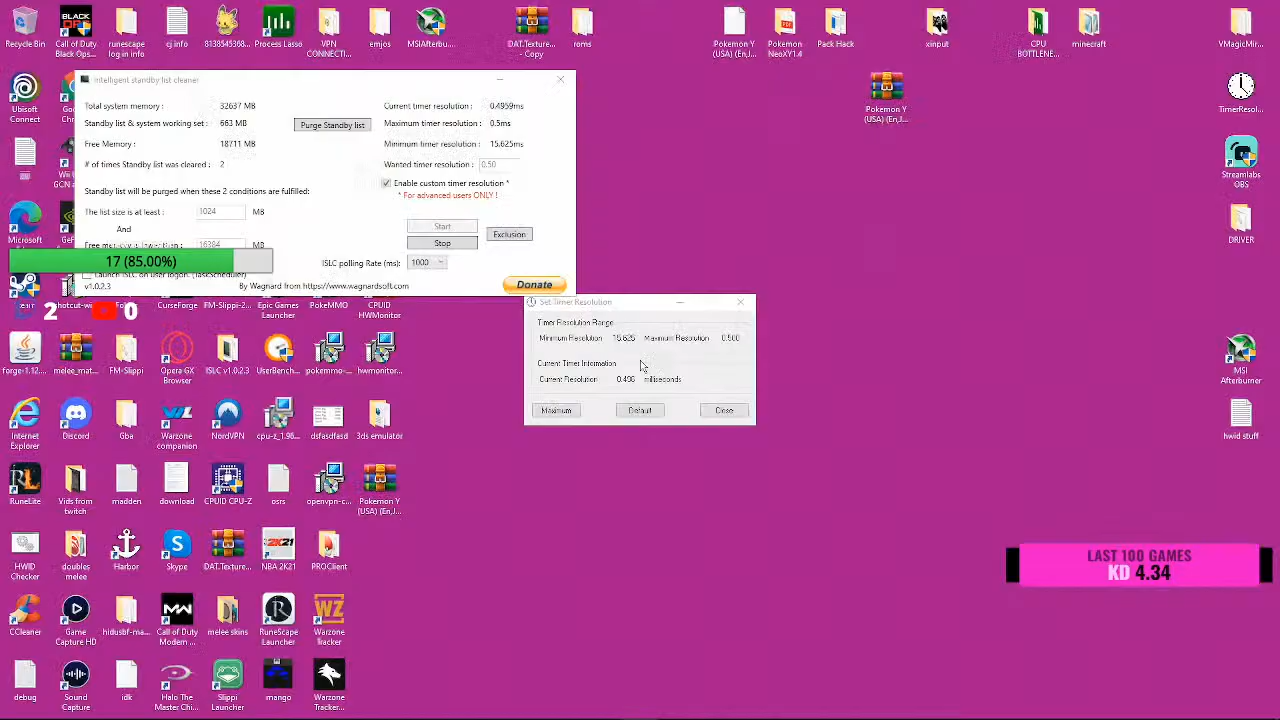 Recycle Bin
Call of Duty
Black Ops...
runescape
log in info
cj info
8138545368...
Process Lasso
VPN
CONNECTI...
emjos
MSIAfterbu...
DAT.Texture...
- Copy
roms
Pokemon Y
(USA) (En,J...
Pokemon
NeoXY1.4
Pack Hack
xinput
CPU
BOTTLENE...
minecraft
VMagicMir...
Intelligent standby list cleaner
Total system memory : 32637 MB
Standby list & system working set : 663 MB
Free Memory : 18711 MB
# of times Standby list was cleared : 2
Purge Standby list
Current timer resolution : 0.4959ms
Maximum timer resolution : 0.5ms
Minimum timer resolution : 15.625ms
Wanted timer resolution : 0.50
Enable custom timer resolution *
* For advanced users ONLY !
Standby list will be purged when these 2 conditions are fulfilled:
The list size is at least : 1024 MB
And
16384 MB
Start
Stop
Exclusion
ISLC polling Rate (ms): 1000
17 (85,00%)
Launch ISLC on user logon. (TaskScheduler)
v1.0.2.3
By Wagnard from https://www.wagnardsoft.com
Donate
Ubisoft
Connect
Microsoft
2
0
CurseForge
FM-Slippi-2...
Epic Games
Launcher
PokeMMO
CPUID
HWMonitor
Set Timer Resolution
Timer Resolution Range
Minimum Resolution 15.625 Maximum Resolution 0.500
Current Timer Information
Current Resolution 0.496 milliseconds
Maximum
Default
Close
Pokemon Y
(USA) (En,J...
TimerResol...
Streamlabs
OBS
DRIVER
MSI
Afterburner
hwid stuff
forge-1.12...
melee_mat...
FM-Slippi
Opera GX
Browser
ISLC v1.0.2.3
UserBench...
pokemmo-...
hwmonitor...
Internet
Explorer
Discord
Gba
Warzone
companion
NordVPN
cpu-z_1.96...
dsfasdfasd
3ds emulator
RuneLite
Vids from
twitch
madden
download
CPUID CPU-Z
osrs
openvpn-c...
Pokemon Y
(USA) (En,J...
HWID
Checker
doubles
melee
Harbor
Skype
DAT.Texture...
NBA 2K21
PROClient
CCleaner
Game
Capture HD
hidusbf-ma...
Call of Duty
Modern ...
melee skins
RuneScape
Launcher
Warzone
Tracker
debug
Sound
Capture
idk
Halo The
Master Chi...
Slippi
Launcher
mango
Warzone
Tracker...
LAST 100 GAMES
KD 4.34